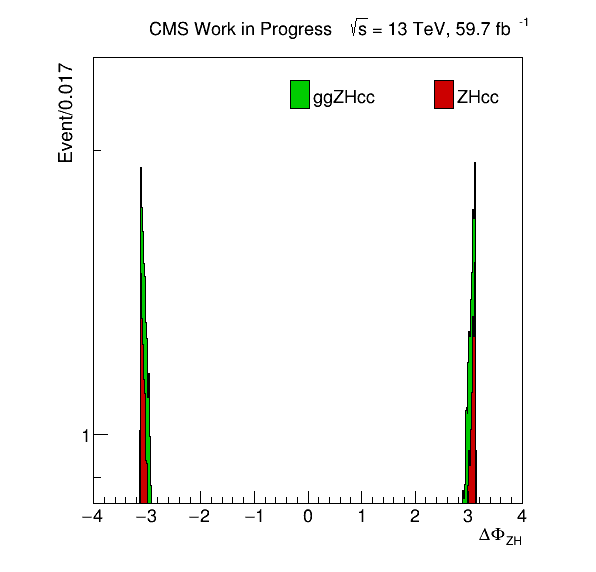 CMS Work in Progress √s = 13 TeV, 59.7 fb⁻¹
Event/0.017
ggZHcc ZHcc
1
−4 −3 −2 −1 0 1 2 3 4
ΔΦ_ZH